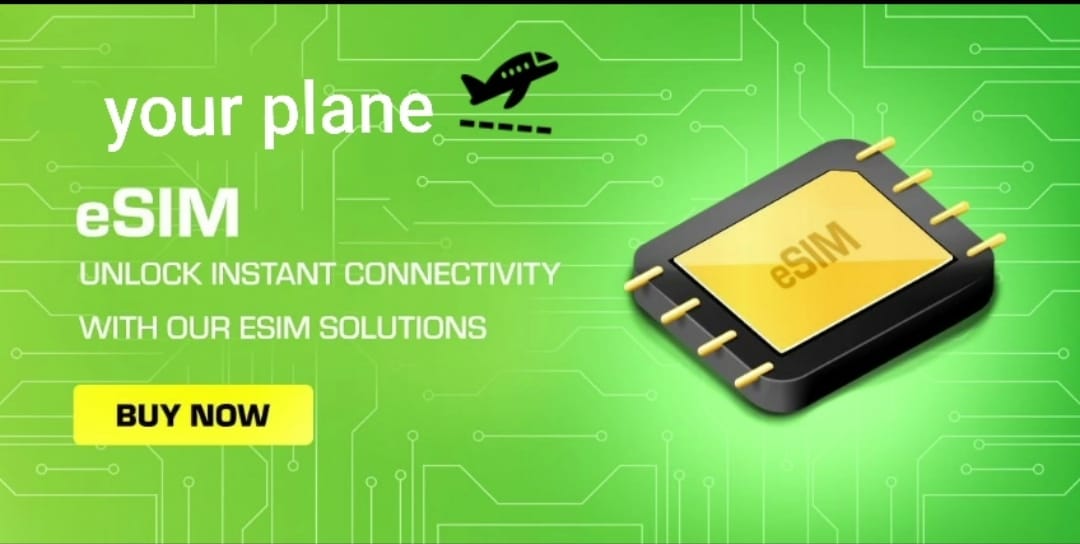 your plane
eSIM
UNLOCK INSTANT CONNECTIVITY
WITH OUR ESIM SOLUTIONS
BUY NOW
eSIM